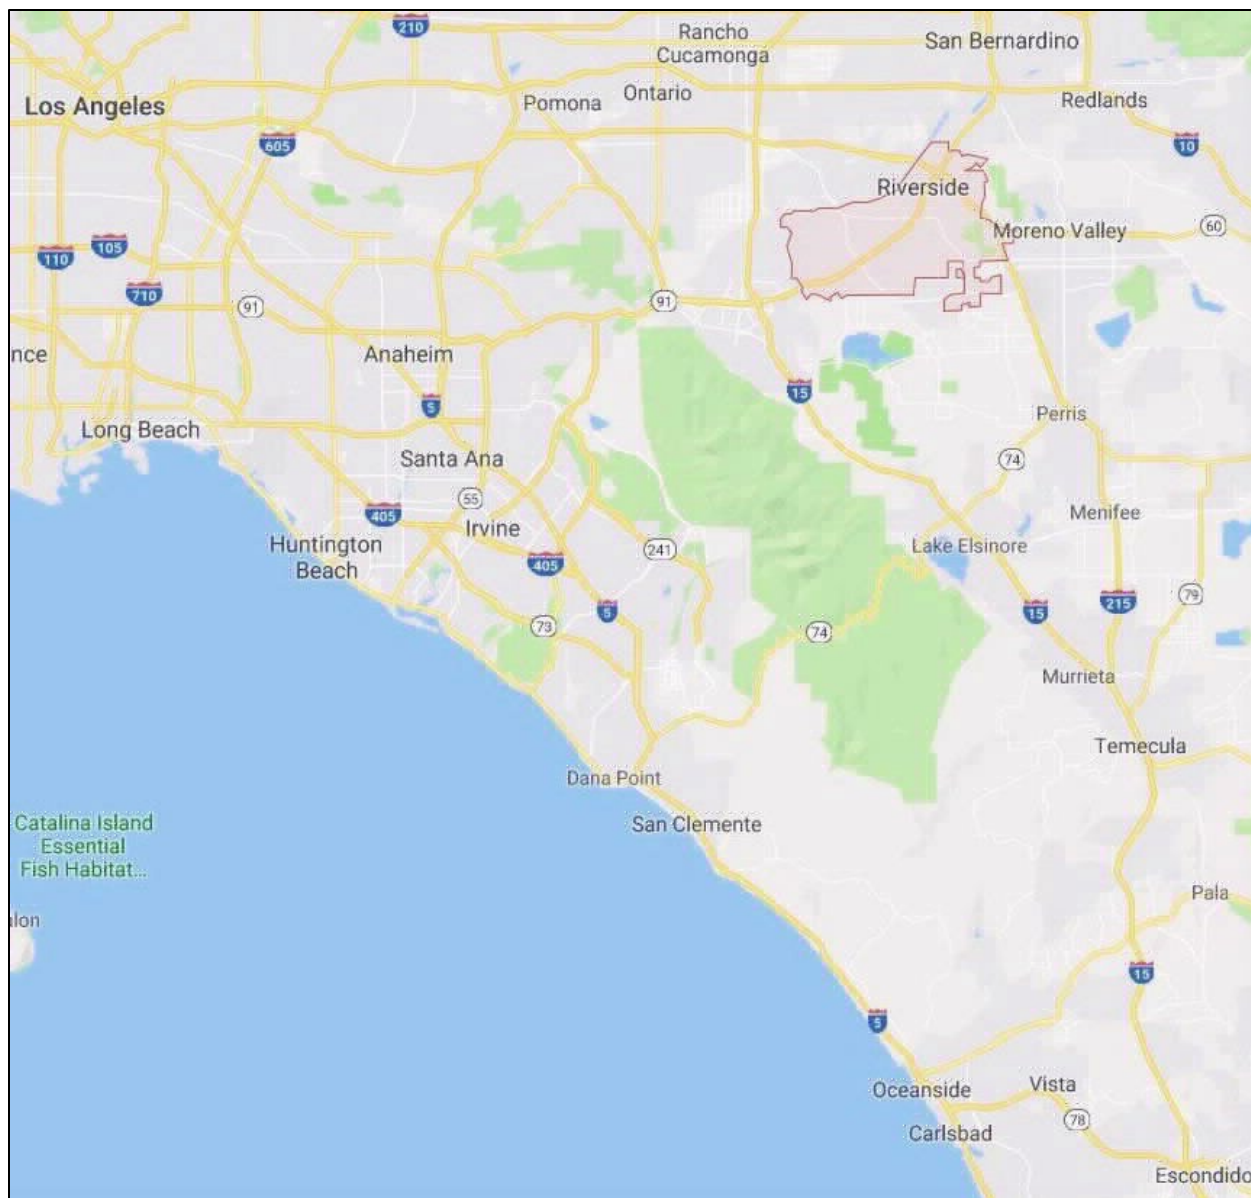 210
Rancho
Cucamonga
San Bernardino
Los Angeles
Pomona
Ontario
Redlands
605
10
Riverside
110
105
Moreno Valley
60
710
91
91
nce
Anaheim
15
5
Perris
Long Beach
Santa Ana
74
55
405
Irvine
Menifee
Huntington
Beach
405
241
Lake Elsinore
73
5
74
15
215
79
Murrieta
Temecula
Dana Point
San Clemente
Catalina Island
Essential
Fish Habitat...
Pala
lon
15
5
Oceanside
Vista
78
Carlsbad
Escondido